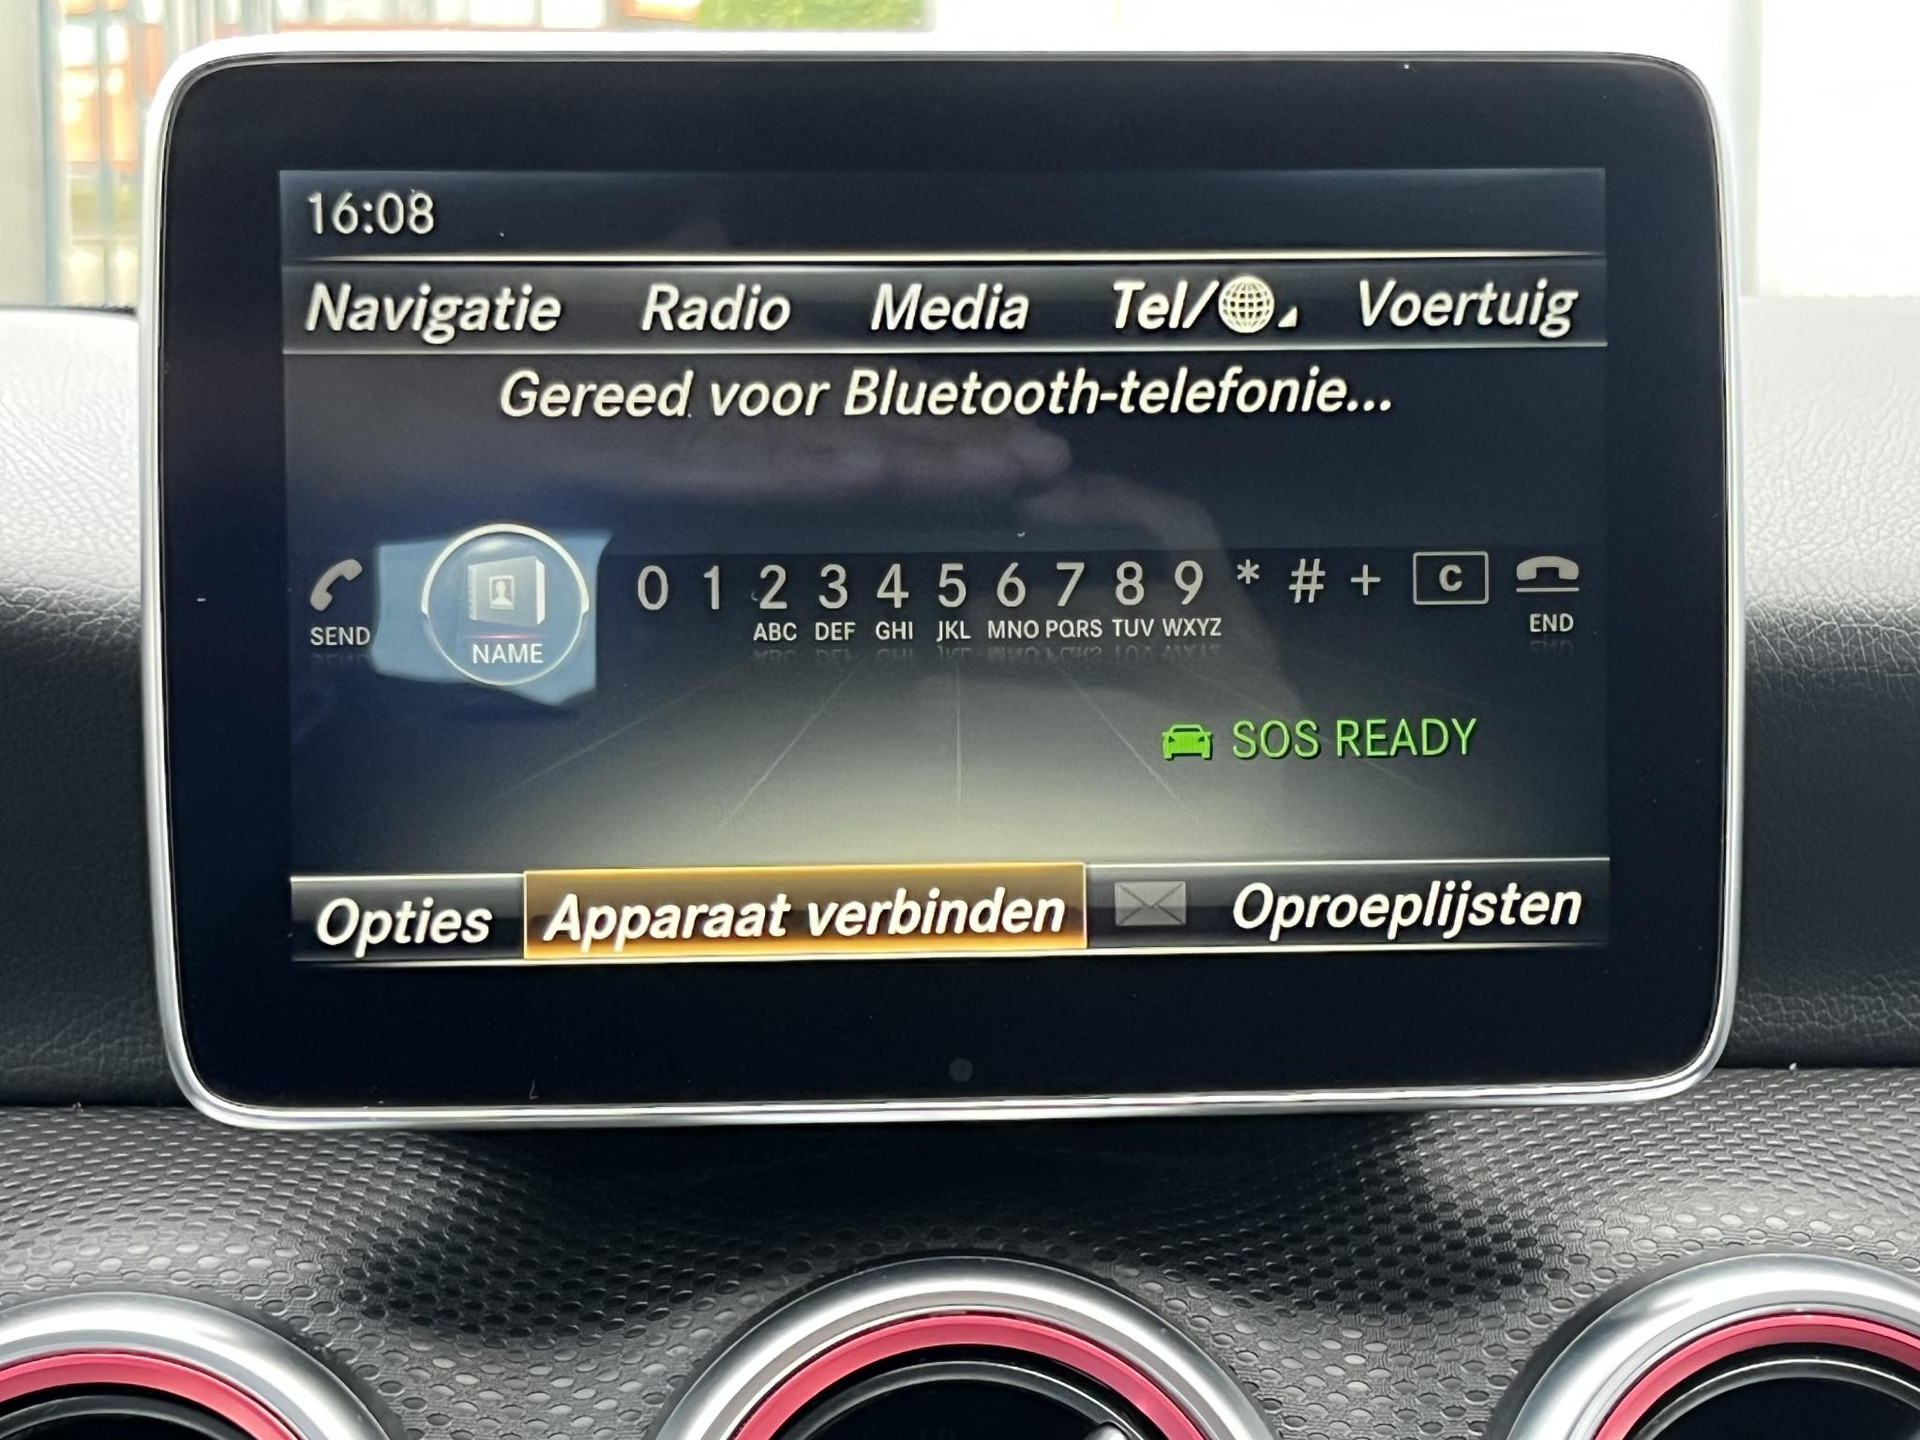 16:08
Navigatie Radio Media Tel/ Voertuig
Gereed voor Bluetooth-telefonie...
0 1 2 3 4 5 6 7 8 9 * # + C
SEND NAME ABC DEF GHI JKL MNO PQRS TUV WXYZ END
SOS READY
Opties Apparaat verbinden Oproeplijsten